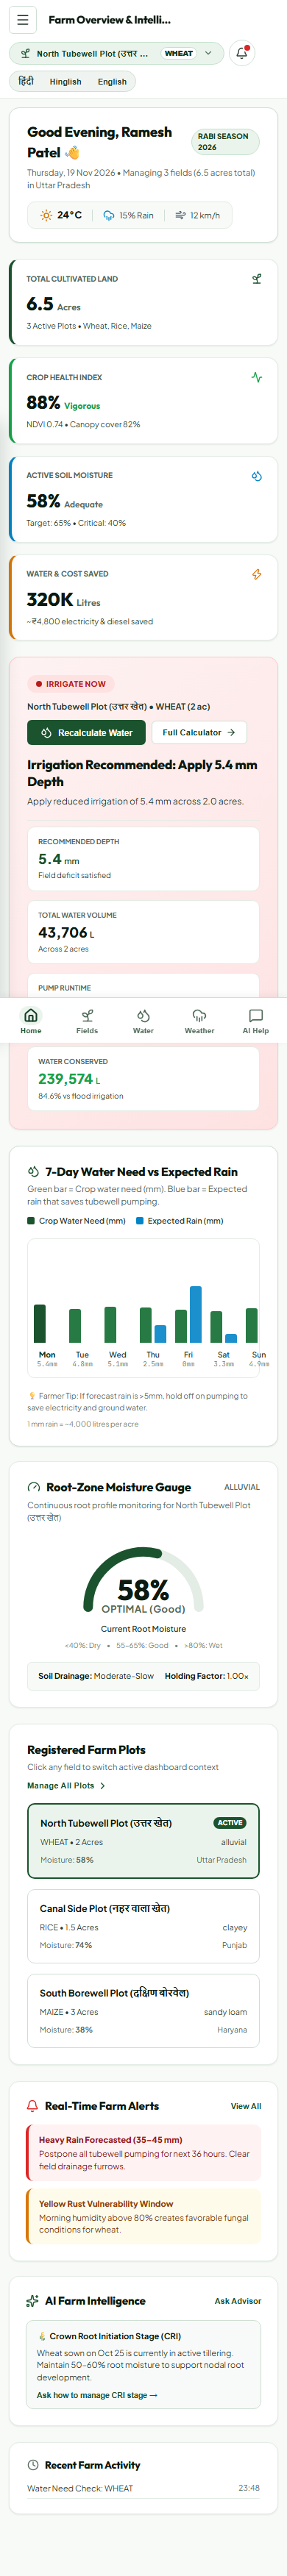 Farm Overview & Intelli...
North Tubewell Plot (उत्तर ... WHEAT
हिंदी Hinglish English
Good Evening, Ramesh
Patel 👋
RABI SEASON
2026
Thursday, 19 Nov 2026 • Managing 3 fields (6.5 acres total)
in Uttar Pradesh
24°C 15% Rain 12 km/h
TOTAL CULTIVATED LAND
6.5 Acres
3 Active Plots • Wheat, Rice, Maize
CROP HEALTH INDEX
88% Vigorous
NDVI 0.74 • Canopy cover 82%
ACTIVE SOIL MOISTURE
58% Adequate
Target: 65% • Critical: 40%
WATER & COST SAVED
320K Litres
~₹4,800 electricity & diesel saved
IRRIGATE NOW
North Tubewell Plot (उत्तर खेत) • WHEAT (2 ac)
Recalculate Water Full Calculator →
Irrigation Recommended: Apply 5.4 mm
Depth
Apply reduced irrigation of 5.4 mm across 2.0 acres.
RECOMMENDED DEPTH
5.4 mm
Field deficit satisfied
TOTAL WATER VOLUME
43,706 L
Across 2 acres
PUMP RUNTIME
Home Fields Water Weather AI Help
WATER CONSERVED
239,574 L
84.6% vs flood irrigation
7-Day Water Need vs Expected Rain
Green bar = Crop water need (mm). Blue bar = Expected
rain that saves tubewell pumping.
Crop Water Need (mm) Expected Rain (mm)
Mon Tue Wed Thu Fri Sat Sun
5.4mm 4.8mm 5.1mm 2.5mm 0mm 3.3mm 4.9mm
💡 Farmer Tip: If forecast rain is >5mm, hold off on pumping to
save electricity and ground water.
1 mm rain = ~4,000 litres per acre
Root-Zone Moisture Gauge ALLUVIAL
Continuous root profile monitoring for North Tubewell Plot
(उत्तर खेत)
58%
OPTIMAL (Good)
Current Root Moisture
<40%: Dry • 55-65%: Good • >80%: Wet
Soil Drainage: Moderate-Slow Holding Factor: 1.00x
Registered Farm Plots
Click any field to switch active dashboard context
Manage All Plots >
North Tubewell Plot (उत्तर खेत) ACTIVE
WHEAT • 2 Acres alluvial
Moisture: 58% Uttar Pradesh
Canal Side Plot (नहर वाला खेत)
RICE • 1.5 Acres clayey
Moisture: 74% Punjab
South Borewell Plot (दक्षिण बोरवेल)
MAIZE • 3 Acres sandy loam
Moisture: 38% Haryana
Real-Time Farm Alerts View All
Heavy Rain Forecasted (35-45 mm)
Postpone all tubewell pumping for next 36 hours. Clear
field drainage furrows.
Yellow Rust Vulnerability Window
Morning humidity above 80% creates favorable fungal
conditions for wheat.
AI Farm Intelligence Ask Advisor
🌾 Crown Root Initiation Stage (CRI)
Wheat sown on Oct 25 is currently in active tillering.
Maintain 50-60% root moisture to support nodal root
development.
Ask how to manage CRI stage →
Recent Farm Activity
Water Need Check: WHEAT 23:48